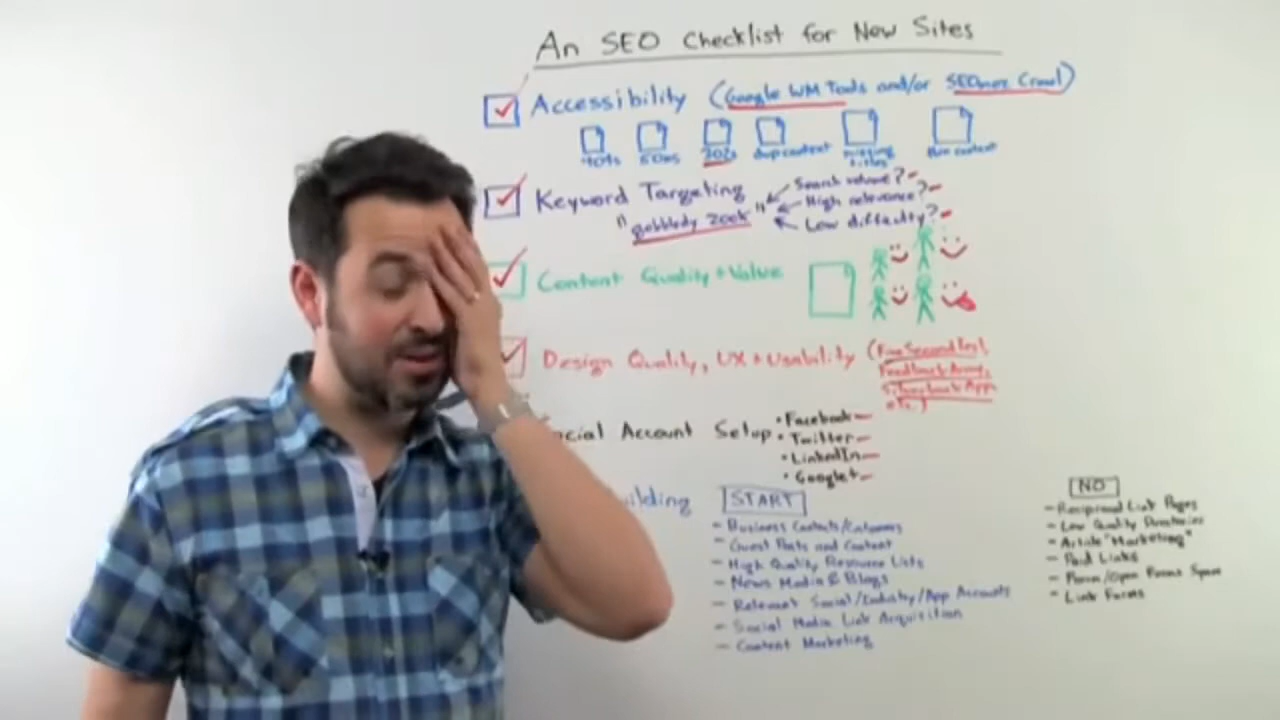 An SEO Checklist for New Sites
Accessibility (Google WM Tools and/or SEOmoz Crawl)
404s 500s 302s dup content missing titles thin content
Keyword Targeting
"gobbledy zook"
Search volume?
High relevance?
Low difficulty?
Content Quality + Value
Design Quality, UX + Usability (Five Second Test,
Feedback Army,
Silverback App,
etc.)
ocial Account Setup
• Facebook
• Twitter
• LinkedIn
• Google+
uilding
START
- Business Contacts/Customers
- Guest Posts and Content
- High Quality Resource Lists
- News Media & Blogs
- Relevant Social/Industry/App Accounts
- Social Media Link Acquisition
- Content Marketing
NO
- Reciprocal Link Pages
- Low Quality Directories
- Article "Marketing"
- Paid Links
- Forum/Open Forms Spam
- Link Farms